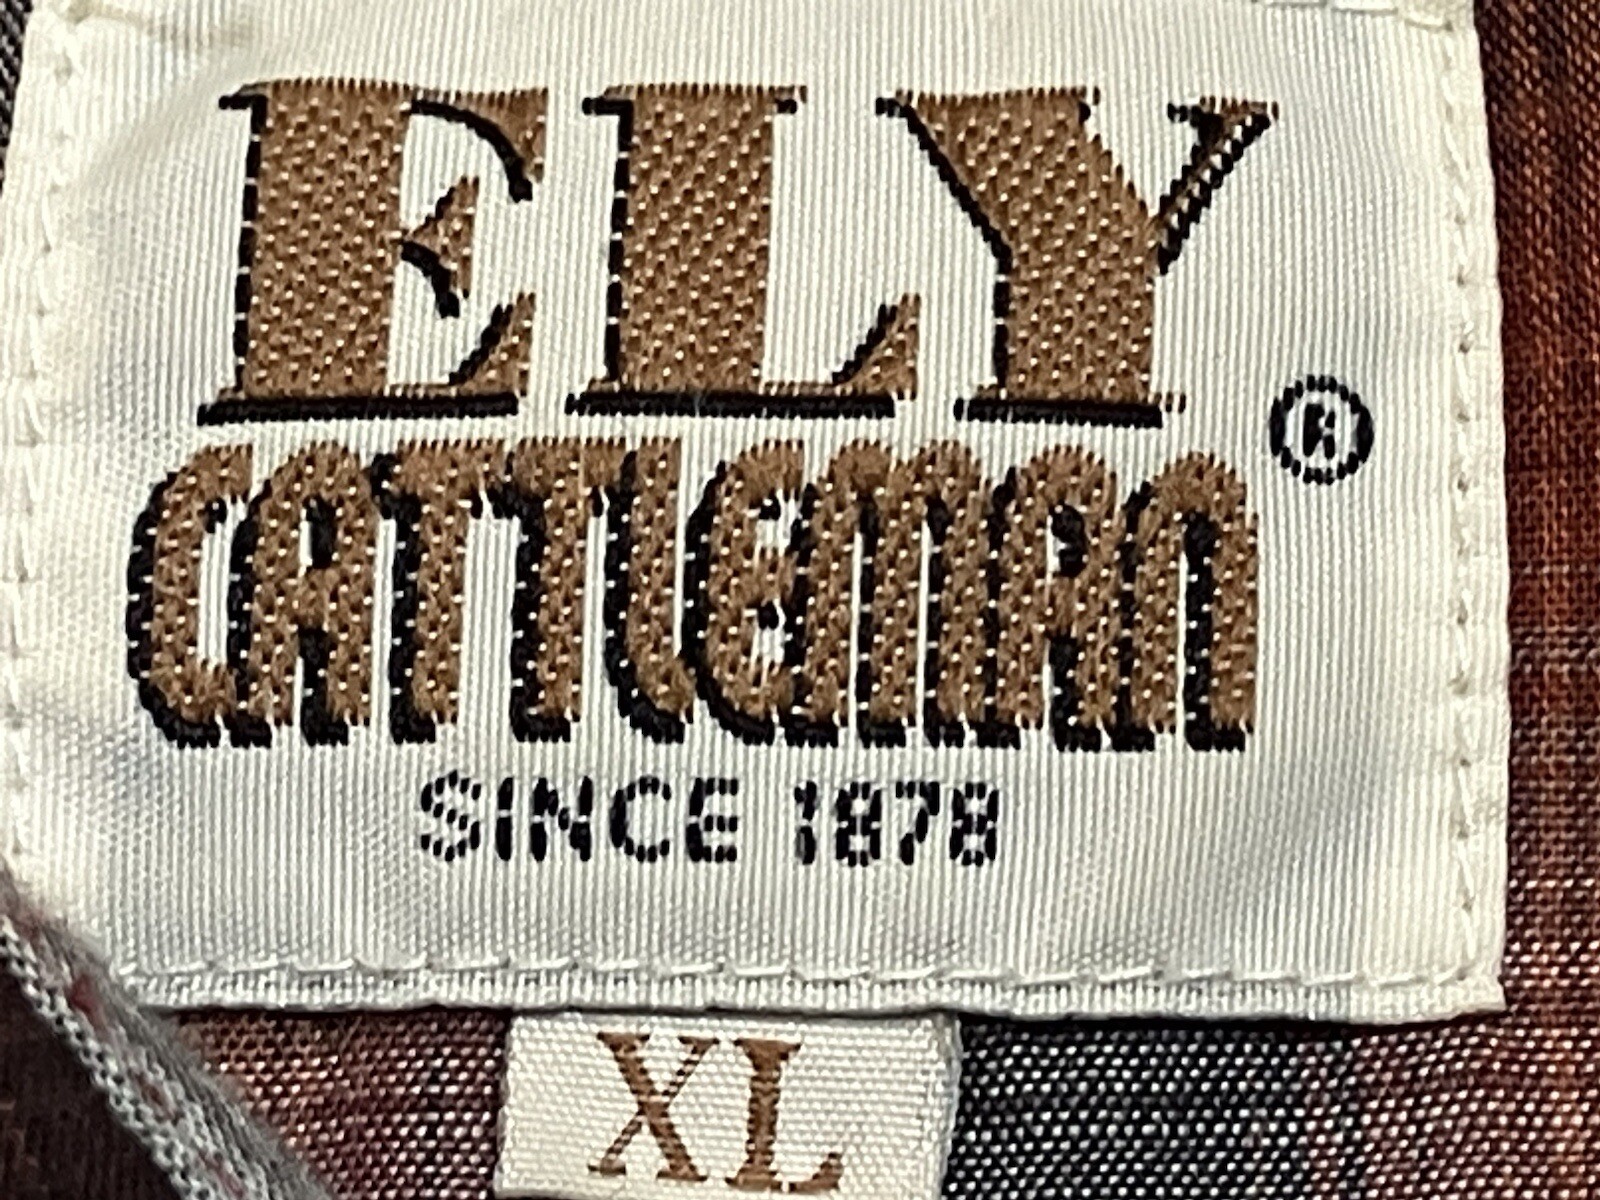 ELY
CATTLEMAN ®
SINCE 1878
XL